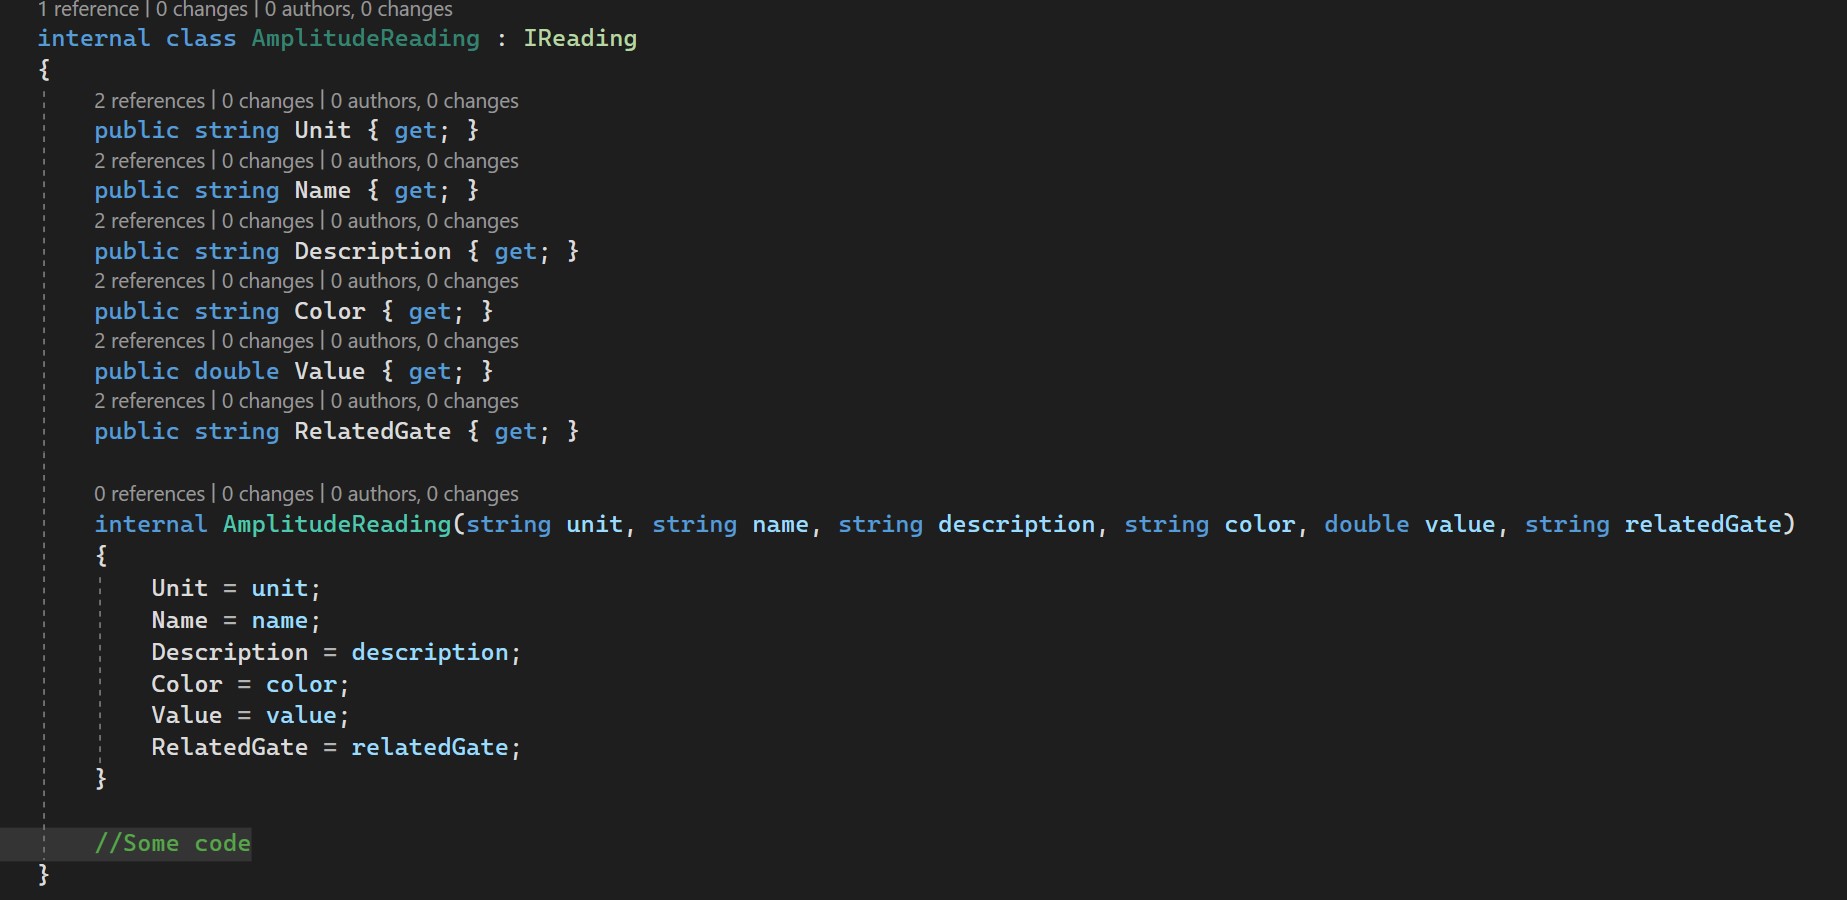 1 reference | 0 changes | 0 authors, 0 changes
internal class AmplitudeReading : IReading
{
2 references | 0 changes | 0 authors, 0 changes
public string Unit { get; }
2 references | 0 changes | 0 authors, 0 changes
public string Name { get; }
2 references | 0 changes | 0 authors, 0 changes
public string Description { get; }
2 references | 0 changes | 0 authors, 0 changes
public string Color { get; }
2 references | 0 changes | 0 authors, 0 changes
public double Value { get; }
2 references | 0 changes | 0 authors, 0 changes
public string RelatedGate { get; }
0 references | 0 changes | 0 authors, 0 changes
internal AmplitudeReading(string unit, string name, string description, string color, double value, string relatedGate)
{
Unit = unit;
Name = name;
Description = description;
Color = color;
Value = value;
RelatedGate = relatedGate;
}
//Some code
}